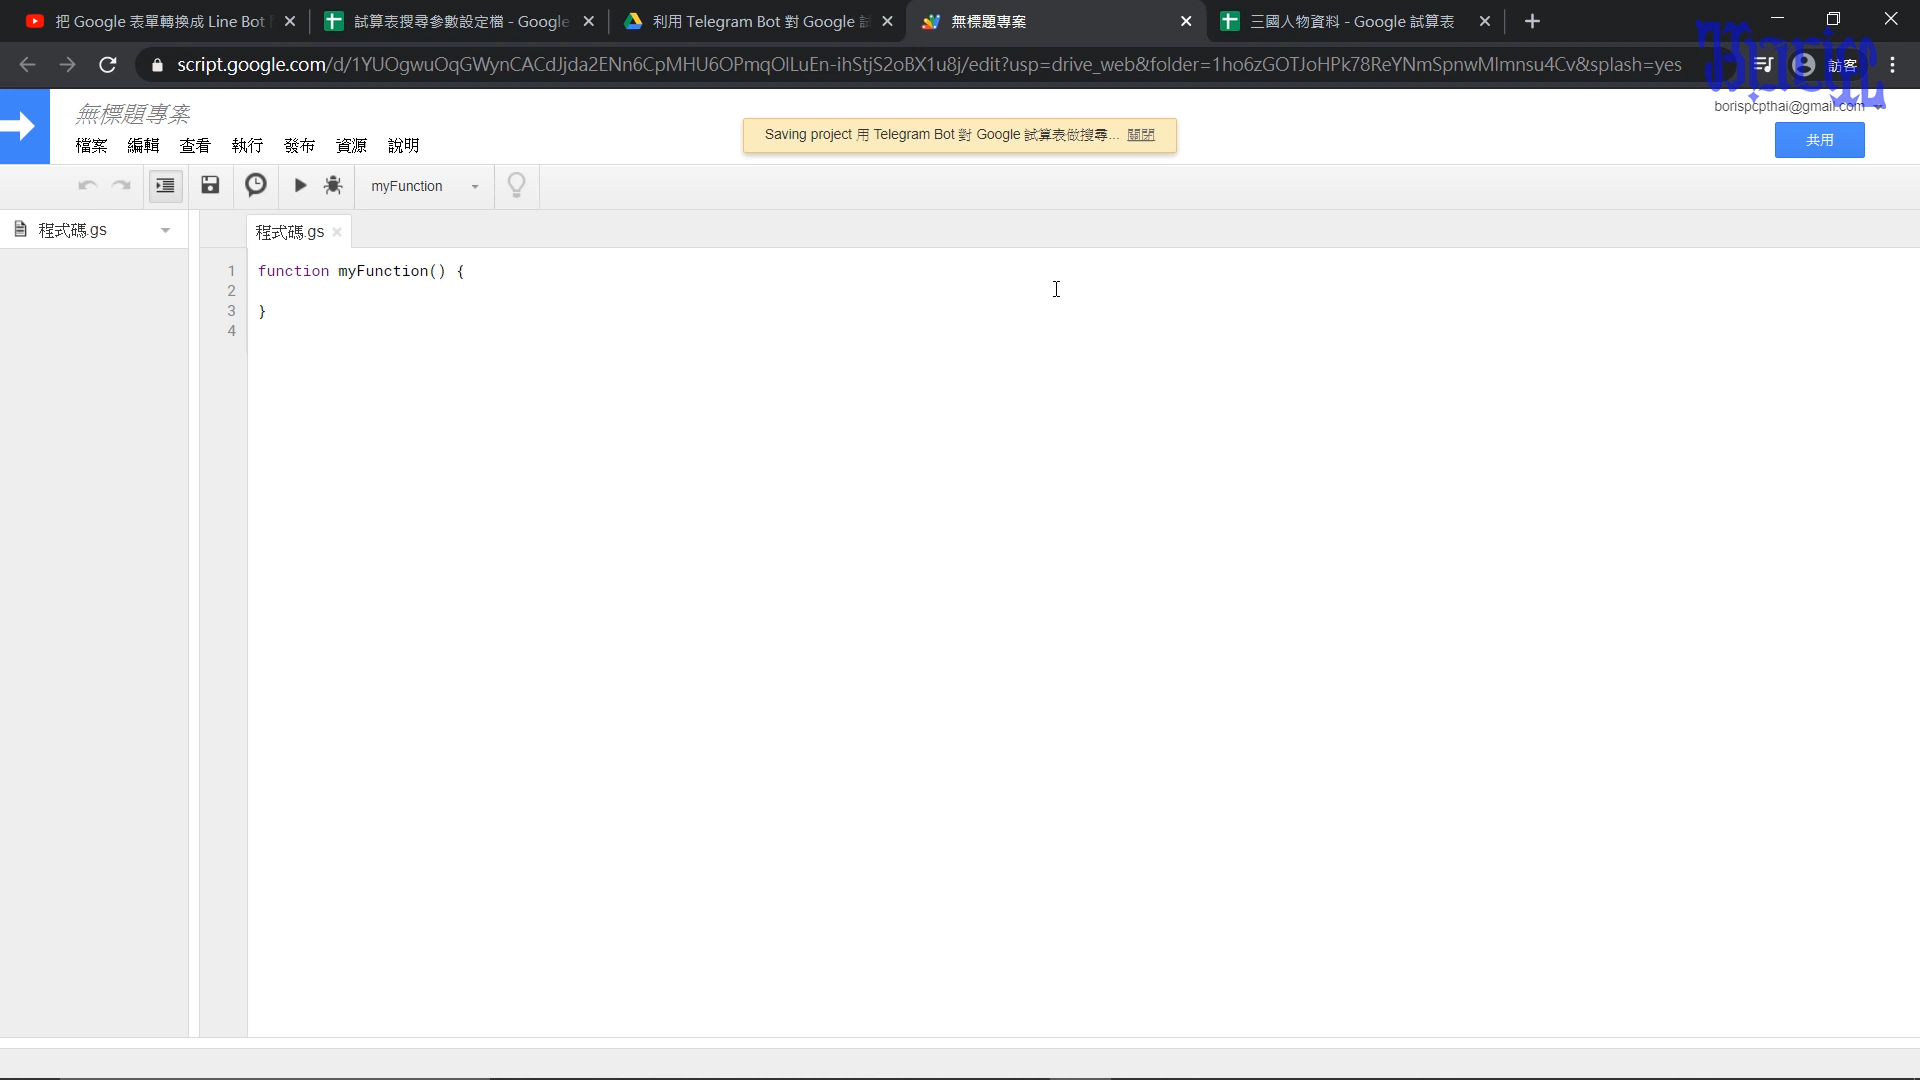 把 Google 表單轉換成 Line Bot
試算表搜尋參數設定檔 - Google
利用 Telegram Bot 對 Google 試
無標題專案
三國人物資料 - Google 試算表
script.google.com/d/1YUOgwuOqGWynCACdJjda2ENn6CpMHU6OPmqOlLuEn-ihStjS2oBX1u8j/edit?usp=drive_web&folder=1ho6zGOTJoHPk78ReYNmSpnwMlmnsu4Cv&splash=yes
訪客
無標題專案
borispcpthai@gmail.com
檔案 編輯 查看 執行 發布 資源 說明
Saving project 用 Telegram Bot 對 Google 試算表做搜尋... 關閉
共用
myFunction
程式碼.gs
程式碼.gs
1 function myFunction() {
2
3 }
4